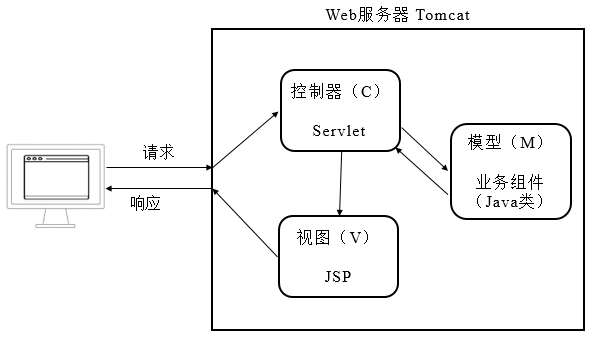 Web服务器 Tomcat
控制器（C）
Servlet
请求
响应
模型（M）
业务组件
（Java类）
视图（V）
JSP